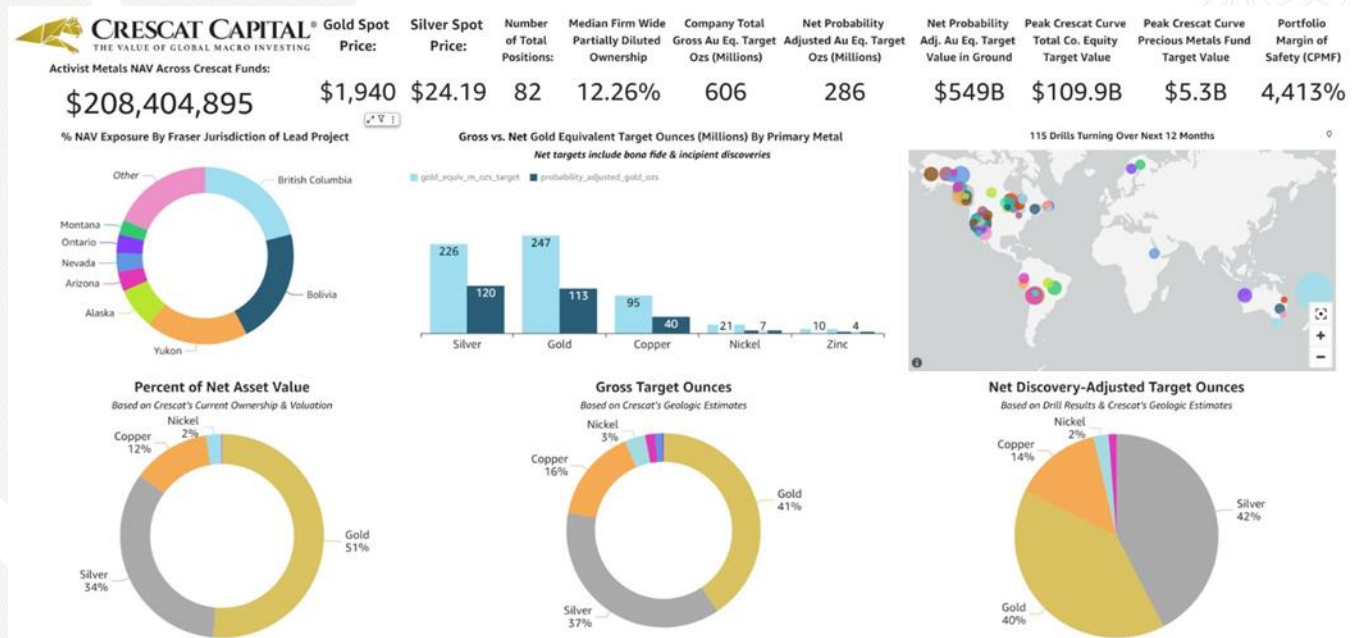 CRESCAT CAPITAL®
THE VALUE OF GLOBAL MACRO INVESTING
Activist Metals NAV Across Crescat Funds:
$208,404,895
Gold Spot
Price:
$1,940
Silver Spot
Price:
$24.19
Number
of Total
Positions:
82
Median Firm Wide
Partially Diluted
Ownership
12.26%
Company Total
Gross Au Eq. Target
Ozs (Millions)
606
Net Probability
Adjusted Au Eq. Target
Ozs (Millions)
286
Net Probability
Adj. Au Eq. Target
Value in Ground
$549B
Peak Crescat Curve
Total Co. Equity
Target Value
$109.9B
Peak Crescat Curve
Precious Metals Fund
Target Value
$5.3B
Portfolio
Margin of
Safety (CPMF)
4,413%
% NAV Exposure By Fraser Jurisdiction of Lead Project
Other
British Columbia
Montana
Ontario
Nevada
Arizona
Alaska
Yukon
Bolivia
Gross vs. Net Gold Equivalent Target Ounces (Millions) By Primary Metal
Net targets include bona fide & incipient discoveries
gold_equiv_m_ozs_target
probability_adjusted_gold_ozs
226
120
247
113
95
40
21
7
10
4
Silver
Gold
Copper
Nickel
Zinc
115 Drills Turning Over Next 12 Months
Percent of Net Asset Value
Based on Crescat's Current Ownership & Valuation
Nickel
2%
Copper
12%
Gold
51%
Silver
34%
Gross Target Ounces
Based on Crescat's Geologic Estimates
Nickel
3%
Copper
16%
Gold
41%
Silver
37%
Net Discovery-Adjusted Target Ounces
Based on Drill Results & Crescat's Geologic Estimates
Nickel
2%
Copper
14%
Silver
42%
Gold
40%